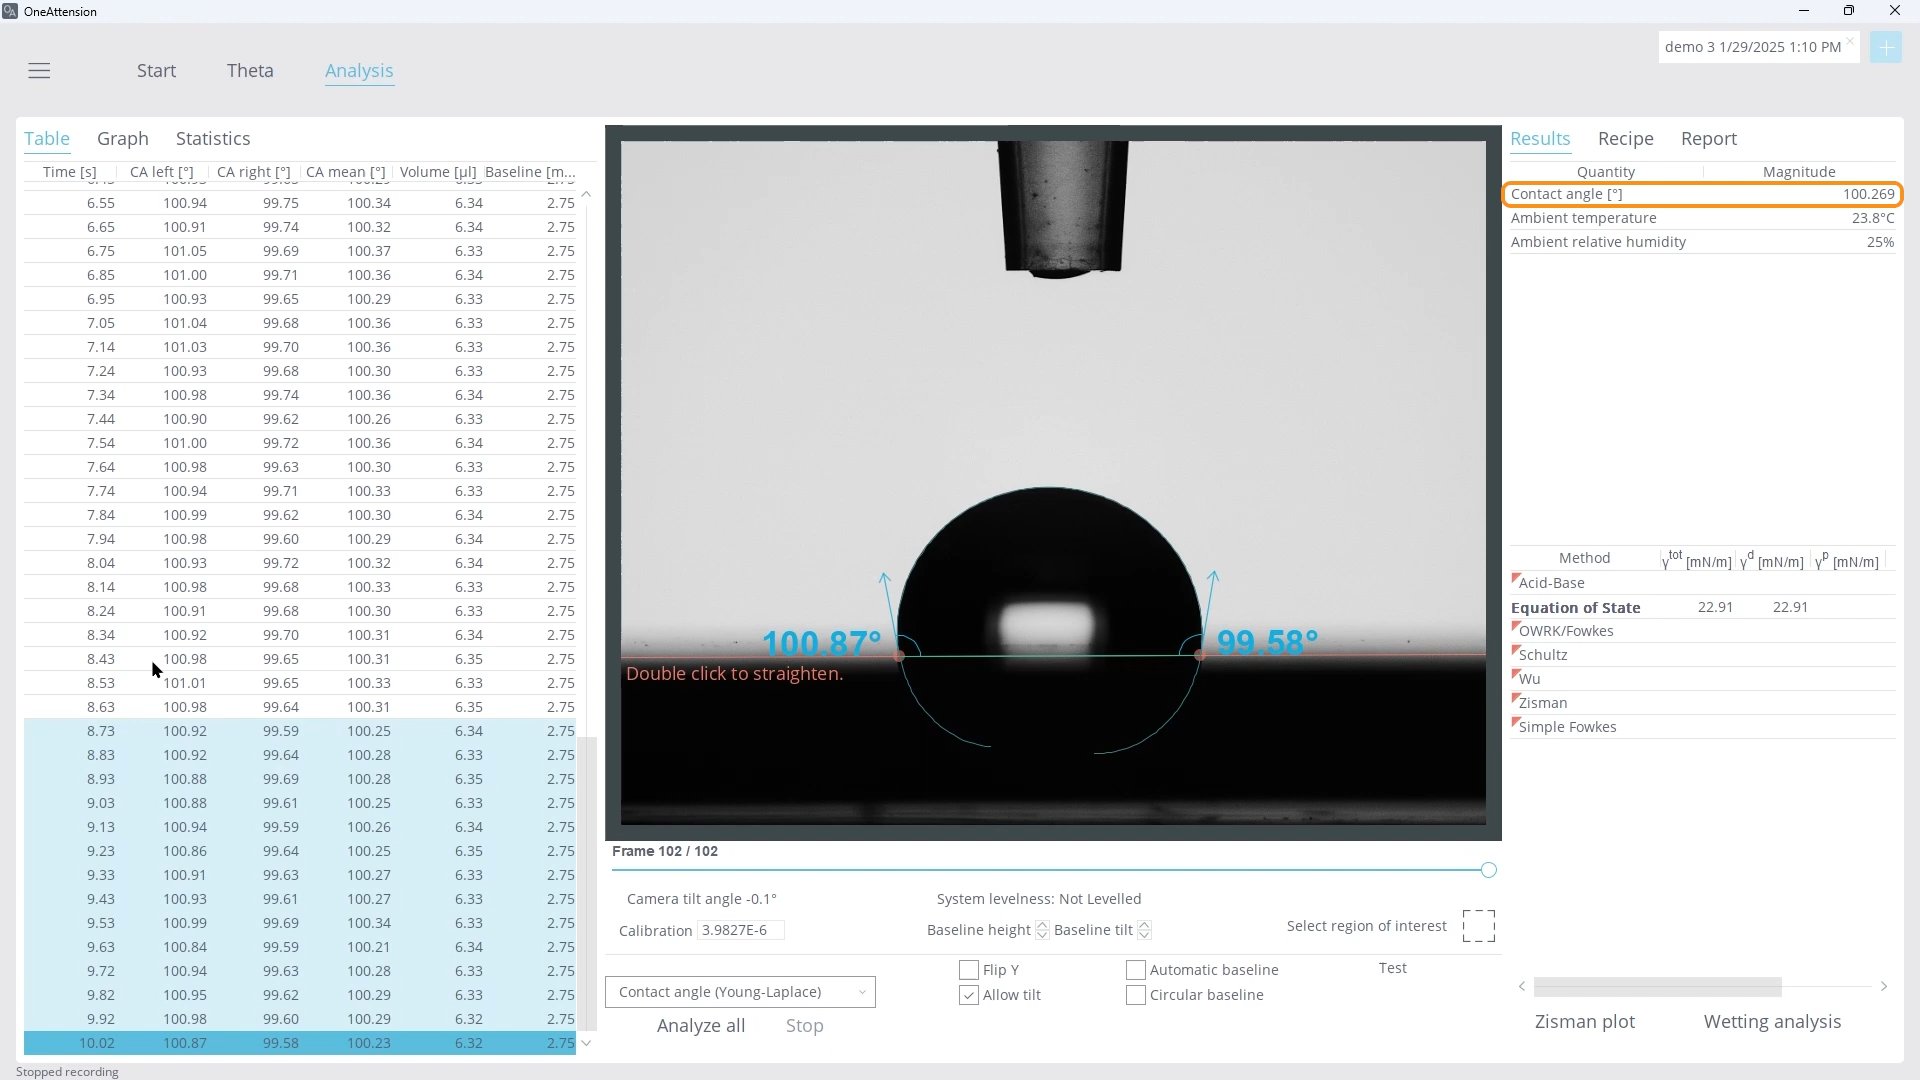 OneAttension
demo 3 1/29/2025 1:10 PM
Start Theta Analysis
Table Graph Statistics
Time [s] CA left [°] CA right [°] CA mean [°] Volume [µl] Baseline [m...
6.55 100.94 99.75 100.34 6.34 2.75
6.65 100.91 99.74 100.32 6.34 2.75
6.75 101.05 99.69 100.37 6.33 2.75
6.85 101.00 99.71 100.36 6.34 2.75
6.95 100.93 99.65 100.29 6.33 2.75
7.05 101.04 99.68 100.36 6.33 2.75
7.14 101.03 99.70 100.36 6.33 2.75
7.24 100.93 99.68 100.30 6.33 2.75
7.34 100.98 99.74 100.36 6.34 2.75
7.44 100.90 99.62 100.26 6.33 2.75
7.54 101.00 99.72 100.36 6.34 2.75
7.64 100.98 99.63 100.30 6.33 2.75
7.74 100.94 99.71 100.33 6.33 2.75
7.84 100.99 99.62 100.30 6.34 2.75
7.94 100.98 99.60 100.29 6.34 2.75
8.04 100.93 99.72 100.32 6.34 2.75
8.14 100.98 99.68 100.33 6.33 2.75
8.24 100.91 99.68 100.30 6.33 2.75
8.34 100.92 99.70 100.31 6.34 2.75
8.43 100.98 99.65 100.31 6.35 2.75
8.53 101.01 99.65 100.33 6.33 2.75
8.63 100.98 99.64 100.31 6.35 2.75
8.73 100.92 99.59 100.25 6.34 2.75
8.83 100.92 99.64 100.28 6.33 2.75
8.93 100.88 99.69 100.28 6.35 2.75
9.03 100.88 99.61 100.25 6.33 2.75
9.13 100.94 99.59 100.26 6.34 2.75
9.23 100.86 99.64 100.25 6.35 2.75
9.33 100.91 99.63 100.27 6.33 2.75
9.43 100.93 99.61 100.27 6.33 2.75
9.53 100.99 99.69 100.34 6.33 2.75
9.63 100.84 99.59 100.21 6.34 2.75
9.72 100.94 99.63 100.28 6.33 2.75
9.82 100.95 99.62 100.29 6.33 2.75
9.92 100.98 99.60 100.29 6.32 2.75
10.02 100.87 99.58 100.23 6.32 2.75
100.87° 99.58°
Double click to straighten.
Frame 102 / 102
Camera tilt angle -0.1° System levelness: Not Levelled
Calibration 3.9827E-6 Baseline height Baseline tilt Select region of interest
Flip Y Automatic baseline Test
Contact angle (Young-Laplace) Allow tilt Circular baseline
Analyze all Stop
Results Recipe Report
Quantity Magnitude
Contact angle [°] 100.269
Ambient temperature 23.8°C
Ambient relative humidity 25%
Method γtot [mN/m] γd [mN/m] γp [mN/m]
Acid-Base
Equation of State 22.91 22.91
OWRK/Fowkes
Schultz
Wu
Zisman
Simple Fowkes
Zisman plot Wetting analysis
Stopped recording